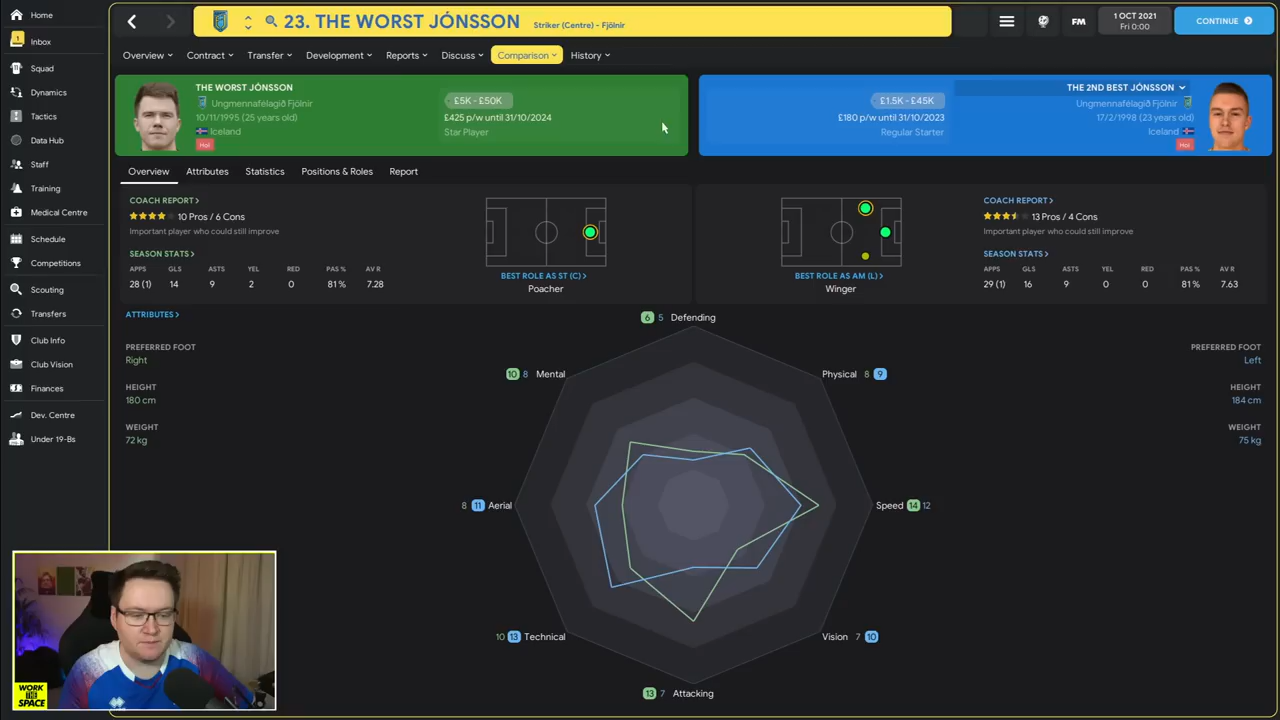 Home
Inbox
Squad
Dynamics
Tactics
Data Hub
Staff
Training
Medical Centre
Schedule
Competitions
Scouting
Transfers
Club Info
Club Vision
Finances
Dev. Centre
Under 19-Bs
23. THE WORST JÓNSSON Striker (Centre) - Fjölnir
FM
1 OCT 2021
Fri 0:00
CONTINUE
Overview Contract Transfer Development Reports Discuss Comparison History
THE WORST JÓNSSON
Ungmennafélagið Fjölnir
10/11/1995 (25 years old)
Iceland
Hol
£5K - £50K
£425 p/w until 31/10/2024
Star Player
£1.5K - £45K
£180 p/w until 31/10/2023
Regular Starter
THE 2ND BEST JÓNSSON
Ungmennafélagið Fjölnir
17/2/1998 (23 years old)
Iceland
Hol
Overview Attributes Statistics Positions & Roles Report
COACH REPORT >
10 Pros / 6 Cons
Important player who could still improve
SEASON STATS >
APPS GLS ASTS YEL RED PAS % AV R
28 (1) 14 9 2 0 81% 7.28
BEST ROLE AS ST (C) >
Poacher
BEST ROLE AS AM (L) >
Winger
COACH REPORT >
13 Pros / 4 Cons
Important player who could still improve
SEASON STATS >
APPS GLS ASTS YEL RED PAS % AV R
29 (1) 16 9 0 0 81% 7.63
ATTRIBUTES >
PREFERRED FOOT
Right
HEIGHT
180 cm
WEIGHT
72 kg
6 5 Defending
10 8 Mental
Physical 8 9
8 11 Aerial
Speed 14 12
10 13 Technical
Vision 7 10
13 7 Attacking
PREFERRED FOOT
Left
HEIGHT
184 cm
WEIGHT
75 kg
WORK
THE
SPACE